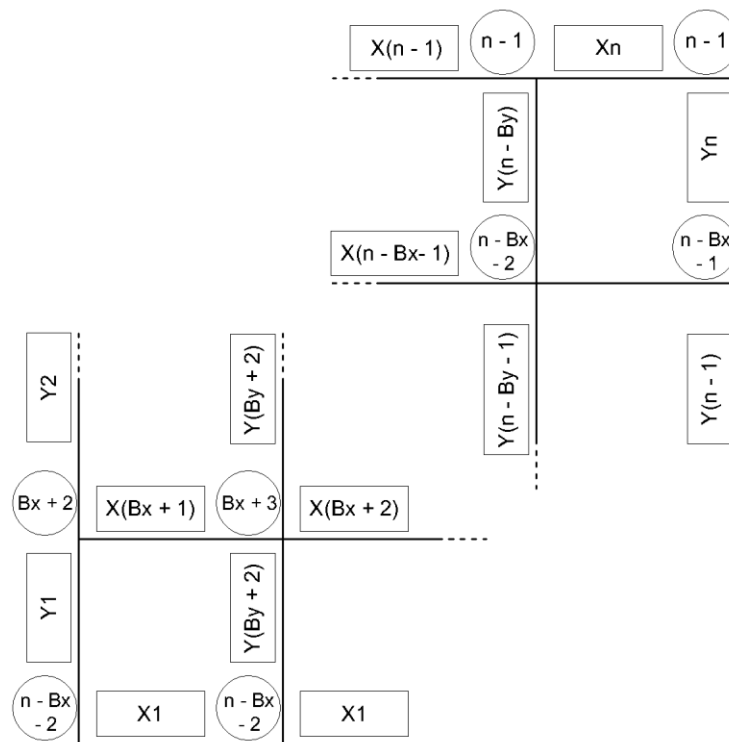 X(n - 1)
n - 1
Xn
n - 1
Y(n - By)
Yn
X(n - Bx- 1)
n - Bx
- 2
n - Bx
- 1
Y(n - By - 1)
Y(n - 1)
Y2
Y(By + 2)
Bx + 2
X(Bx + 1)
Bx + 3
X(Bx + 2)
Y1
Y(By + 2)
n - Bx
- 2
X1
n - Bx
- 2
X1